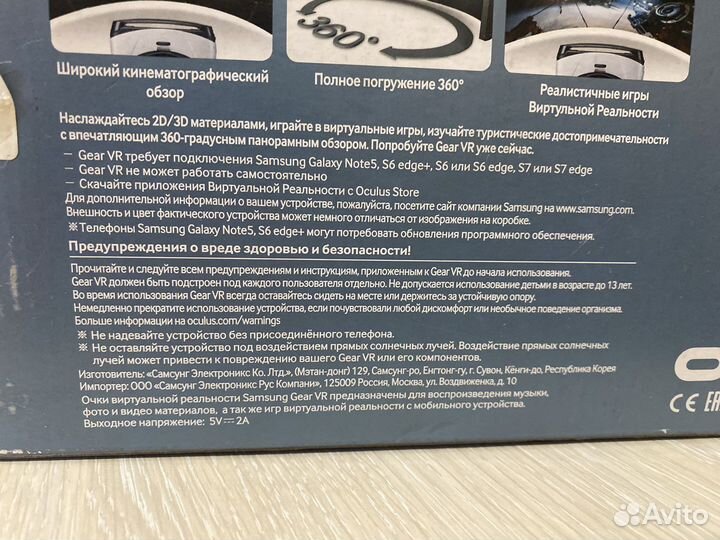 360°
Широкий кинематографический
обзор
Полное погружение 360°
Реалистичные игры
Виртульной Реальности
Наслаждайтесь 2D/3D материалами, играйте в виртуальные игры, изучайте туристические достопримечательности
с впечатляющим 360-градусным панорамным обзором. Попробуйте Gear VR уже сейчас.
— Gear VR требует подключения Samsung Galaxy Note5, S6 edge+, S6 или S6 edge, S7 или S7 edge
— Gear VR не может работать самостоятельно
— Скачайте приложения Виртуальной Реальности с Oculus Store
Для дополнительной информации о вашем устройстве, пожалуйста, посетите сайт компании Samsung на www.samsung.com.
Внешность и цвет фактического устройства может немного отличаться от изображения на коробке.
※Телефоны Samsung Galaxy Note5, S6 edge+ могут потребовать обновления программного обеспечения.
Предупреждения о вреде здоровью и безопасности!
Прочитайте и следуйте всем предупреждениям и инструкциям, приложенным к Gear VR до начала использования.
Gear VR должен быть подстроен под каждого пользователя отдельно. Не допускается использование детьми в возрасте до 13 лет.
Во время использования Gear VR всегда оставайтесь сидеть на месте или держитесь за устойчивую опору.
Немедленно прекратите использование устройства, если почувствовали любой дискомфорт или необычное поведение организма.
Больше информации на oculus.com/warnings
※ Не надевайте устройство без присоединённого телефона.
※ Не оставляйте устройство под воздействием прямых солнечных лучей. Воздействие прямых солнечных
лучей может привести к повреждению вашего Gear VR или его компонентов.
Изготовитель: «Самсунг Электроникс Ко. Лтд.», (Мэтан-донг) 129, Самсунг-ро, Енгтонг-гу, г. Сувон, Кёнги-до, Республика Корея
Импортер: ООО «Самсунг Электроникс Рус Компани», 125009 Россия, Москва, ул. Воздвиженка, д. 10
Очки виртуальной реальности Samsung Gear VR предназначены для воспроизведения музыки,
фото и видео материалов, а так же игр виртуальной реальности с мобильного устройства.
Выходное напряжение: 5V⎓2A
CE EAC
Avito